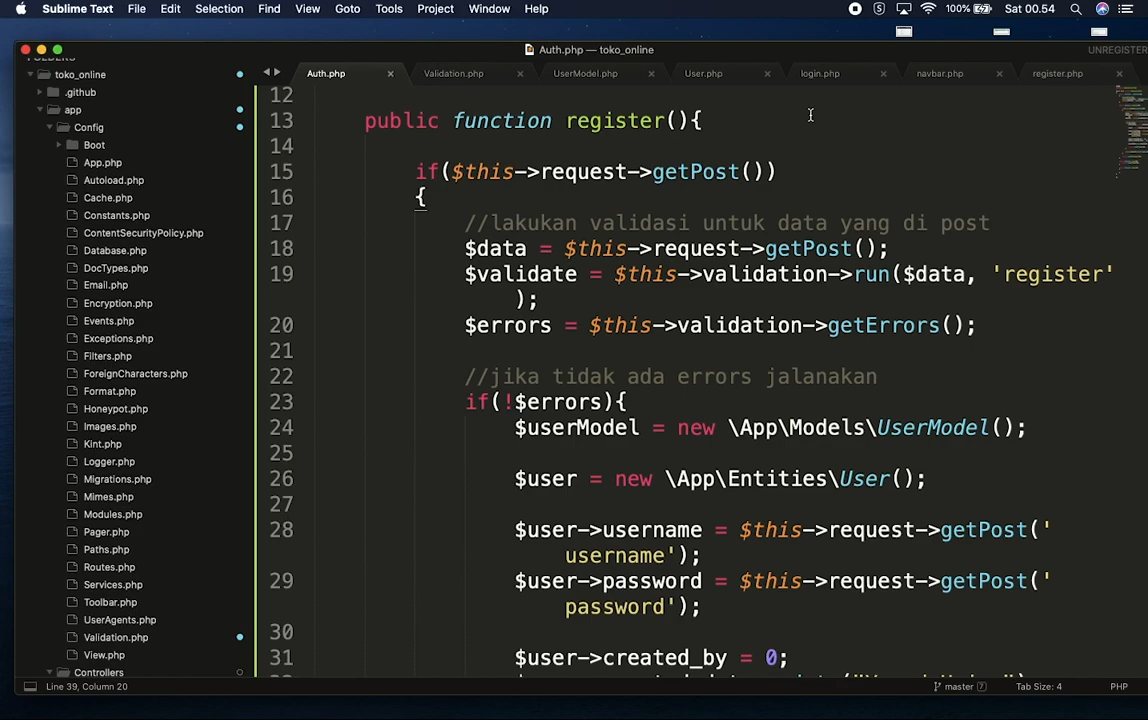 Sublime Text File Edit Selection Find View Goto Tools Project Window Help 100% Sat 00.54
Auth.php — toko_online UNREGISTER
FOLDERS
toko_online
.github
app
Config
Boot
App.php
Autoload.php
Cache.php
Constants.php
ContentSecurityPolicy.php
Database.php
DocTypes.php
Email.php
Encryption.php
Events.php
Exceptions.php
Filters.php
ForeignCharacters.php
Format.php
Honeypot.php
Images.php
Kint.php
Logger.php
Migrations.php
Mimes.php
Modules.php
Pager.php
Paths.php
Routes.php
Services.php
Toolbar.php
UserAgents.php
Validation.php
View.php
Controllers
Auth.php Validation.php UserModel.php User.php login.php navbar.php register.php
12
13 public function register(){
14
15 if($this->request->getPost())
16 {
17 //lakukan validasi untuk data yang di post
18 $data = $this->request->getPost();
19 $validate = $this->validation->run($data, 'register'
);
20 $errors = $this->validation->getErrors();
21
22 //jika tidak ada errors jalanakan
23 if(!$errors){
24 $userModel = new \App\Models\UserModel();
25
26 $user = new \App\Entities\User();
27
28 $user->username = $this->request->getPost('
username');
29 $user->password = $this->request->getPost('
password');
30
31 $user->created_by = 0;
Line 39, Column 20 master 7 Tab Size: 4 PHP